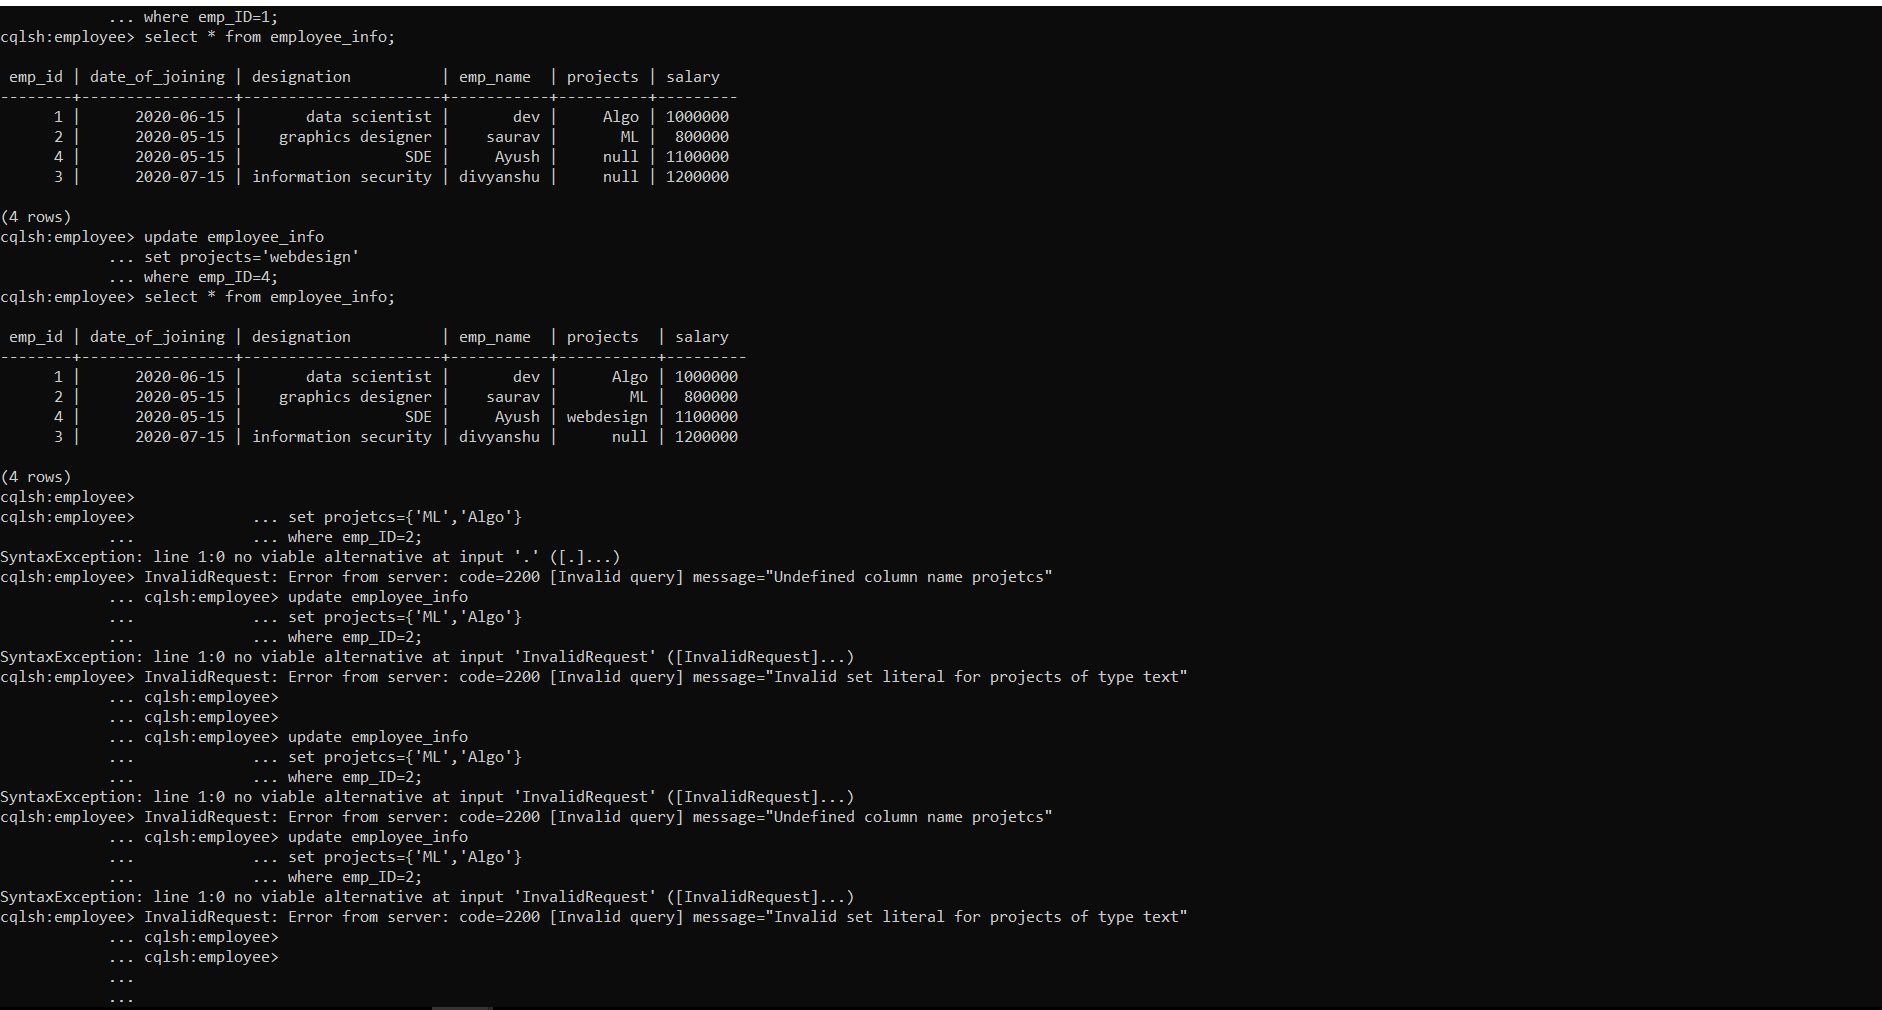 ... where emp_ID=1;
cqlsh:employee> select * from employee_info;

 emp_id | date_of_joining | designation          | emp_name  | projects | salary
--------+-----------------+----------------------+-----------+----------+---------
      1 |      2020-06-15 |       data scientist |       dev |     Algo | 1000000
      2 |      2020-05-15 |    graphics designer |    saurav |       ML |  800000
      4 |      2020-05-15 |                  SDE |     Ayush |     null | 1100000
      3 |      2020-07-15 | information security | divyanshu |     null | 1200000

(4 rows)
cqlsh:employee> update employee_info
            ... set projects='webdesign'
            ... where emp_ID=4;
cqlsh:employee> select * from employee_info;

 emp_id | date_of_joining | designation          | emp_name  | projects  | salary
--------+-----------------+----------------------+-----------+-----------+---------
      1 |      2020-06-15 |       data scientist |       dev |      Algo | 1000000
      2 |      2020-05-15 |    graphics designer |    saurav |        ML |  800000
      4 |      2020-05-15 |                  SDE |     Ayush | webdesign | 1100000
      3 |      2020-07-15 | information security | divyanshu |      null | 1200000

(4 rows)
cqlsh:employee>
cqlsh:employee>             ... set projetcs={'ML','Algo'}
            ...             ... where emp_ID=2;
SyntaxException: line 1:0 no viable alternative at input '.' ([.]...)
cqlsh:employee> InvalidRequest: Error from server: code=2200 [Invalid query] message="Undefined column name projetcs"
            ... cqlsh:employee> update employee_info
            ...             ... set projects={'ML','Algo'}
            ...             ... where emp_ID=2;
SyntaxException: line 1:0 no viable alternative at input 'InvalidRequest' ([InvalidRequest]...)
cqlsh:employee> InvalidRequest: Error from server: code=2200 [Invalid query] message="Invalid set literal for projects of type text"
            ... cqlsh:employee>
            ... cqlsh:employee>
            ... cqlsh:employee> update employee_info
            ...             ... set projetcs={'ML','Algo'}
            ...             ... where emp_ID=2;
SyntaxException: line 1:0 no viable alternative at input 'InvalidRequest' ([InvalidRequest]...)
cqlsh:employee> InvalidRequest: Error from server: code=2200 [Invalid query] message="Undefined column name projetcs"
            ... cqlsh:employee> update employee_info
            ...             ... set projects={'ML','Algo'}
            ...             ... where emp_ID=2;
SyntaxException: line 1:0 no viable alternative at input 'InvalidRequest' ([InvalidRequest]...)
cqlsh:employee> InvalidRequest: Error from server: code=2200 [Invalid query] message="Invalid set literal for projects of type text"
            ... cqlsh:employee>
            ... cqlsh:employee>
            ...
            ...